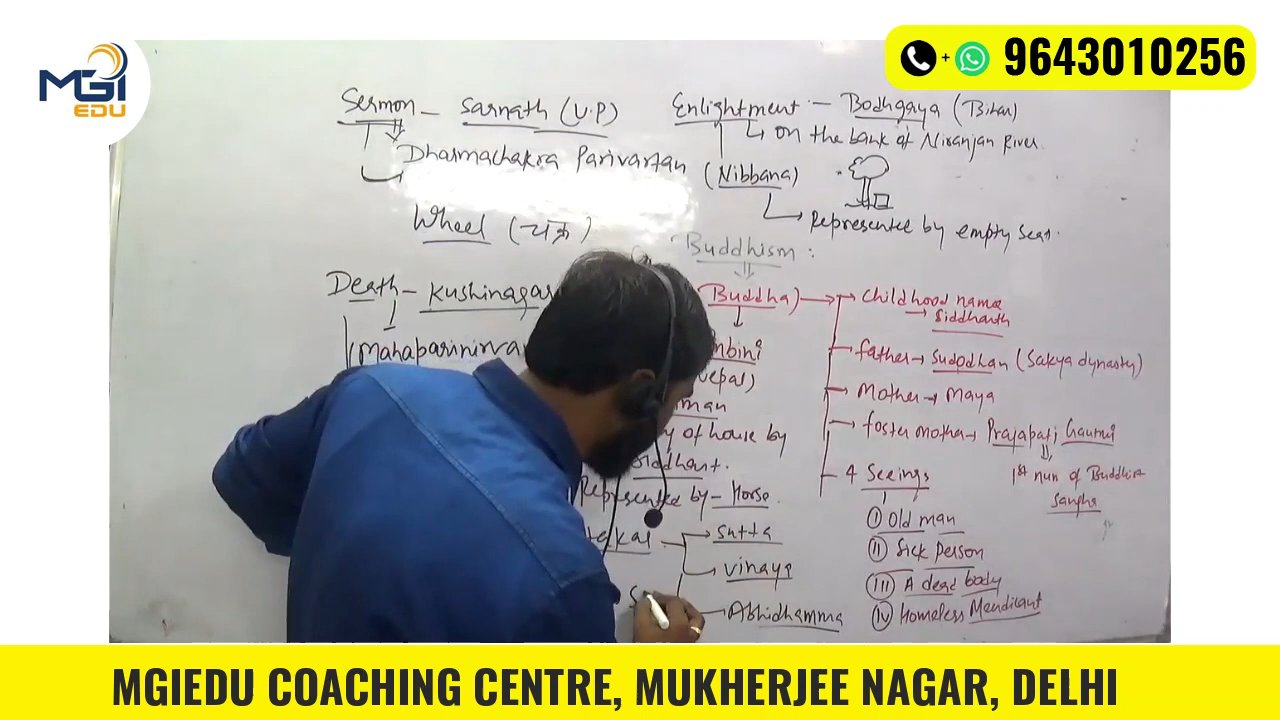 MGI
EDU
+ 9643010256
Sermon – Sarnath (U.P)
Dharmachakra Parivartan
Wheel (चक्र)
Death – Kushinagar
Mahaparinirvan
Enlightment – Bodhgaya (Bihar)
on the bank of Niranjan River
(Nibbana)
Represented by empty seat.
Buddhism :
Buddha)
mbini
Nepal)
man
y of house by
Siddhant.
Represented by – Horse
Sutta
Vinaya
Abhidhamma
Childhood name
→ Siddharth
father → Sudodhan (Sakya dynasty)
Mother → Maya
foster mother → Prajapati Gautmi
1st nun of Buddhist
Sangha
4 Seeings
(I) Old man
(II) Sick Person
(III) A dead body
(IV) Homeless Mendicant
MGIEDU COACHING CENTRE, MUKHERJEE NAGAR, DELHI